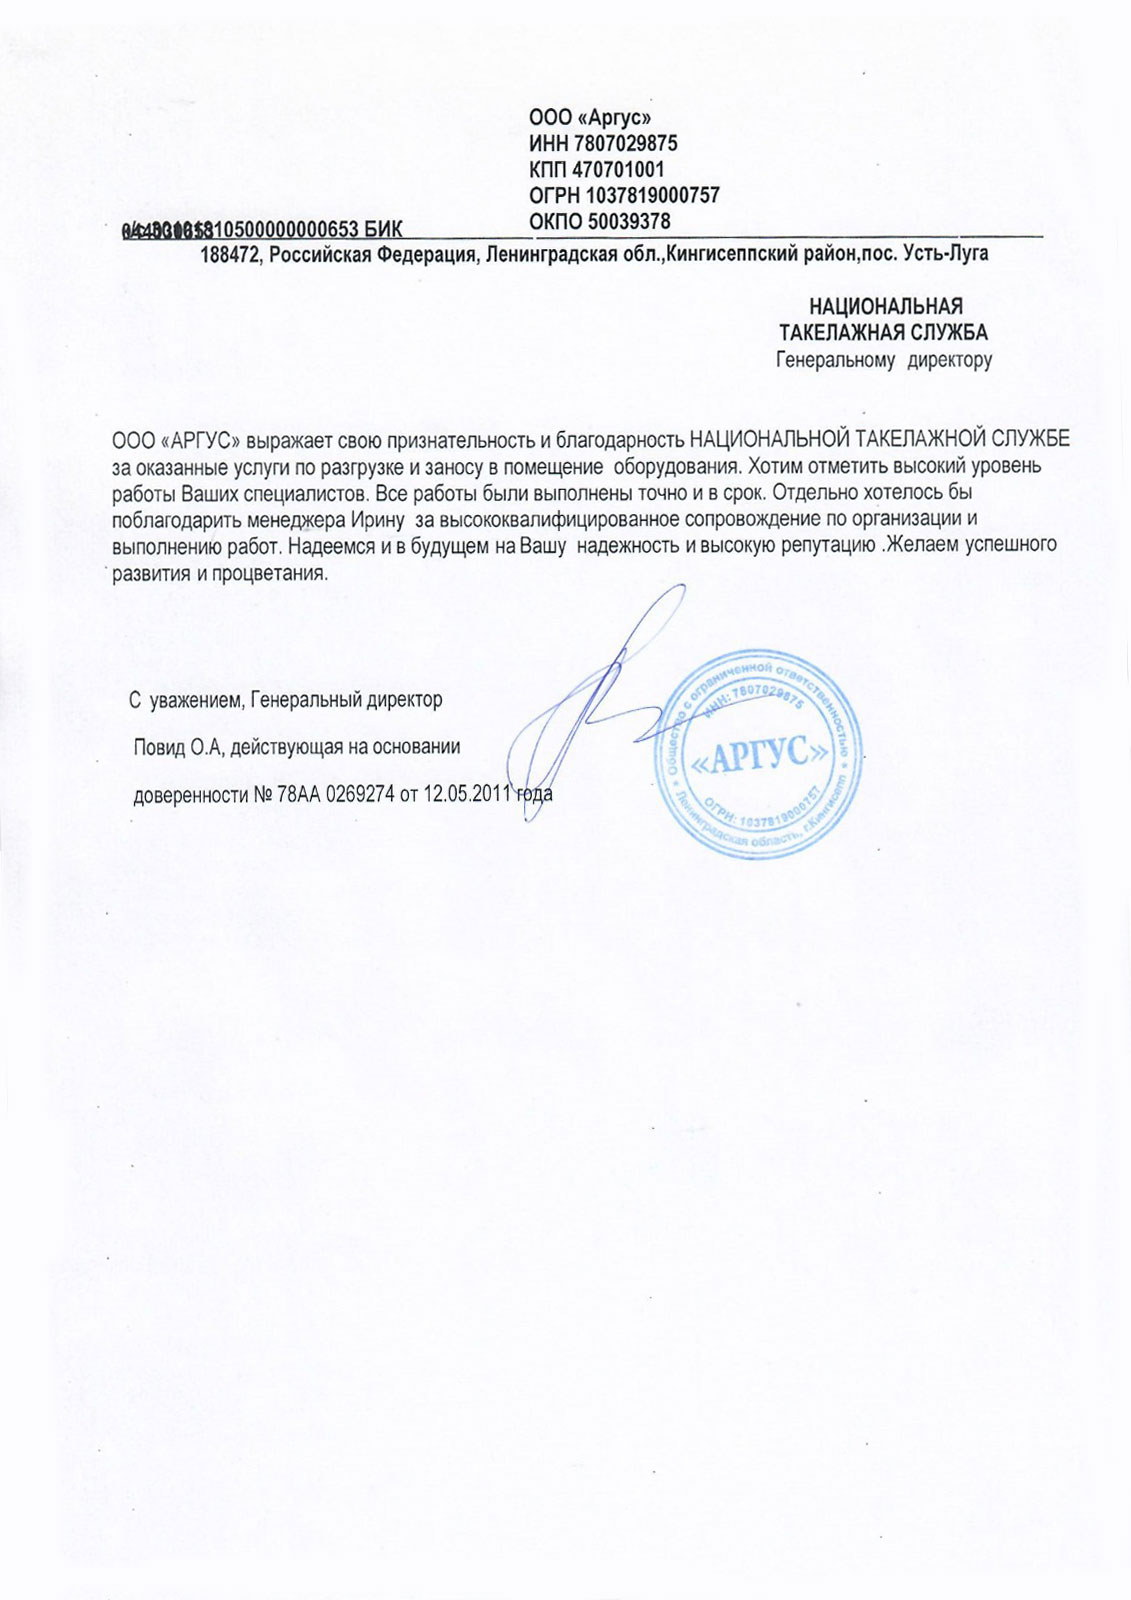 ООО «Аргус»
ИНН 7807029875
КПП 470701001
ОГРН 1037819000757
ОКПО 50039378
БИК
188472, Российская Федерация, Ленинградская обл.,Кингисеппский район,пос. Усть-Луга
НАЦИОНАЛЬНАЯ
ТАКЕЛАЖНАЯ СЛУЖБА
Генеральному директору
ООО «АРГУС» выражает свою признательность и благодарность НАЦИОНАЛЬНОЙ ТАКЕЛАЖНОЙ СЛУЖБЕ
за оказанные услуги по разгрузке и заносу в помещение оборудования. Хотим отметить высокий уровень
работы Ваших специалистов. Все работы были выполнены точно и в срок. Отдельно хотелось бы
поблагодарить менеджера Ирину за высококвалифицированное сопровождение по организации и
выполнению работ. Надеемся и в будущем на Вашу надежность и высокую репутацию .Желаем успешного
развития и процветания.
С уважением, Генеральный директор
Повид О.А, действующая на основании
доверенности № 78АА 0269274 от 12.05.2011 года
Общество с ограниченной ответственностью
ИНН: 7807029875
«АРГУС»
ОГРН: 1037819000757
* Ленинградская область, г.Кингисепп *